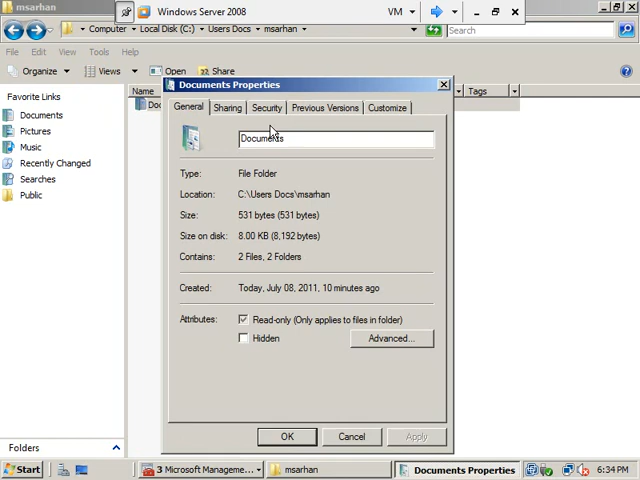 msarhan
Windows Server 2008
VM
Computer Local Disk (C:) Users Docs msarhan
Search
File Edit View Tools Help
Organize Views Open Share
Favorite Links
Documents
Pictures
Music
Recently Changed
Searches
Public
Folders
Name
Tags
Doc
Documents Properties
General Sharing Security Previous Versions Customize
Documents
Type: File Folder
Location: C:\Users Docs\msarhan
Size: 531 bytes (531 bytes)
Size on disk: 8.00 KB (8,192 bytes)
Contains: 2 Files, 2 Folders
Created: Today, July 08, 2011, 10 minutes ago
Attributes: Read-only (Only applies to files in folder)
Hidden
Advanced...
OK Cancel Apply
Start 3 Microsoft Manageme... msarhan Documents Properties 6:34 PM